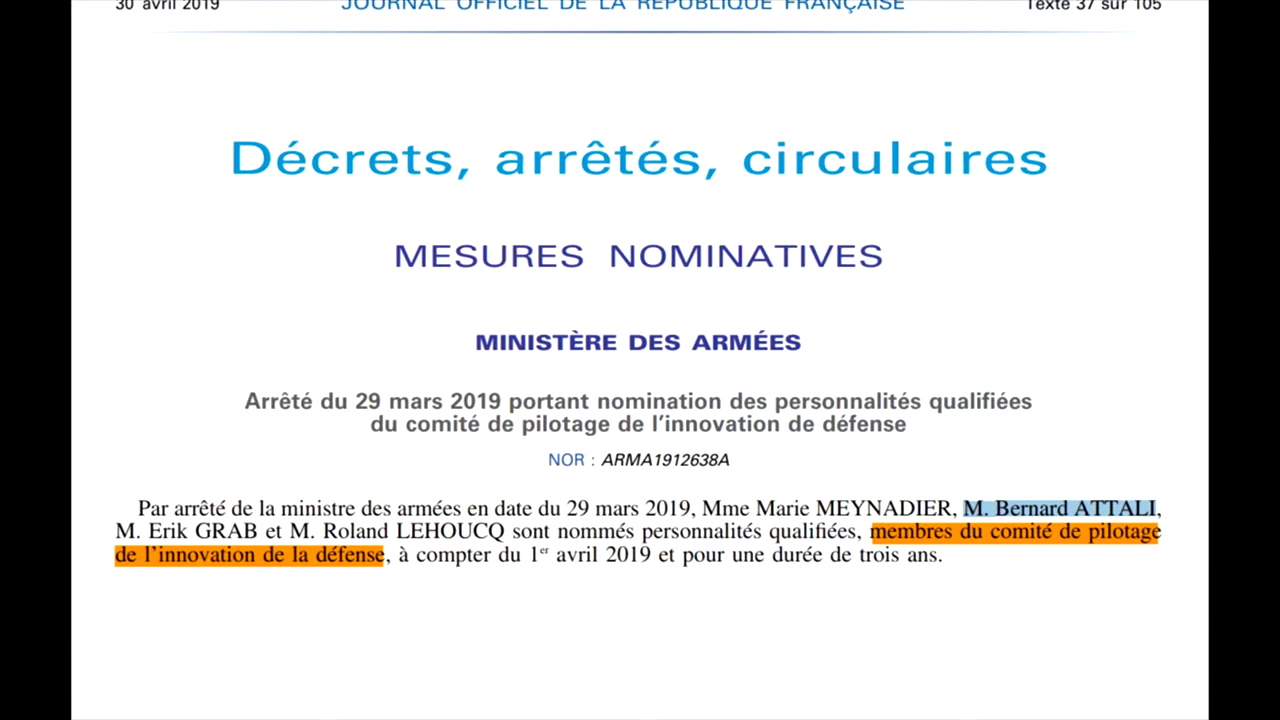 30 avril 2019 JOURNAL OFFICIEL DE LA RÉPUBLIQUE FRANÇAISE Texte 37 sur 105
Décrets, arrêtés, circulaires
MESURES NOMINATIVES
MINISTÈRE DES ARMÉES
Arrêté du 29 mars 2019 portant nomination des personnalités qualifiées
du comité de pilotage de l’innovation de défense
NOR : ARMA1912638A
Par arrêté de la ministre des armées en date du 29 mars 2019, Mme Marie MEYNADIER, M. Bernard ATTALI,
M. Erik GRAB et M. Roland LEHOUCQ sont nommés personnalités qualifiées, membres du comité de pilotage
de l’innovation de la défense, à compter du 1er avril 2019 et pour une durée de trois ans.